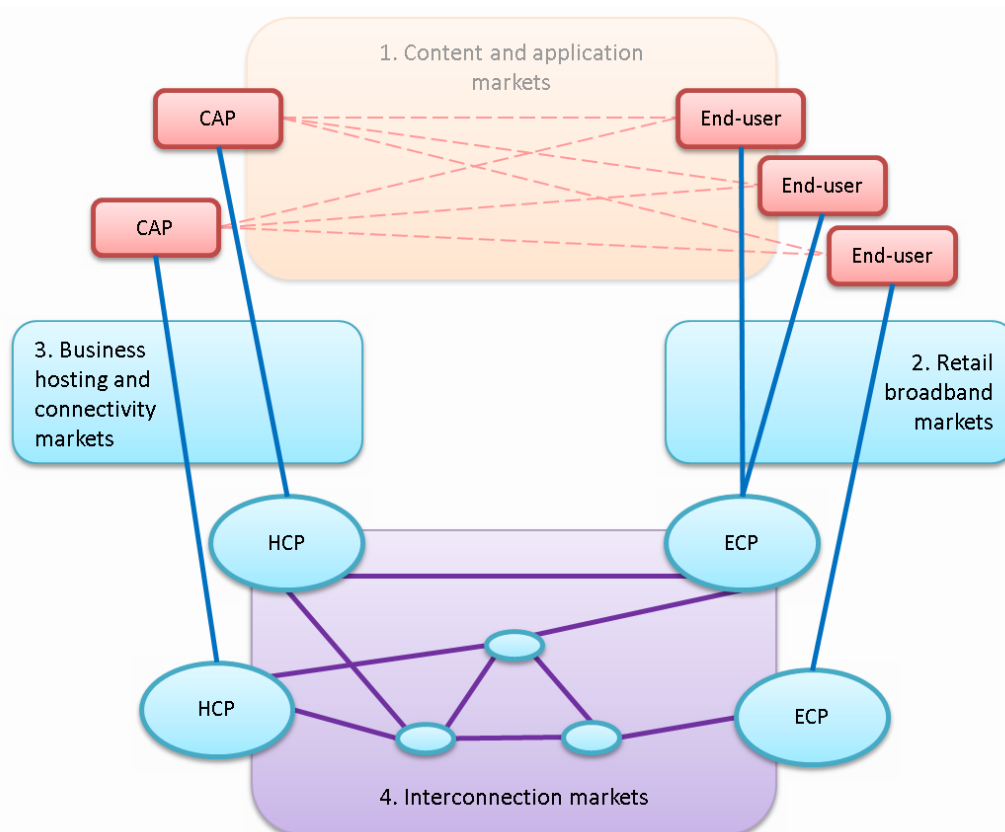 1. Content and application
markets
CAP
End-user
End-user
CAP
End-user
3. Business
hosting and
connectivity
markets
2. Retail
broadband
markets
HCP
ECP
HCP
ECP
4. Interconnection markets